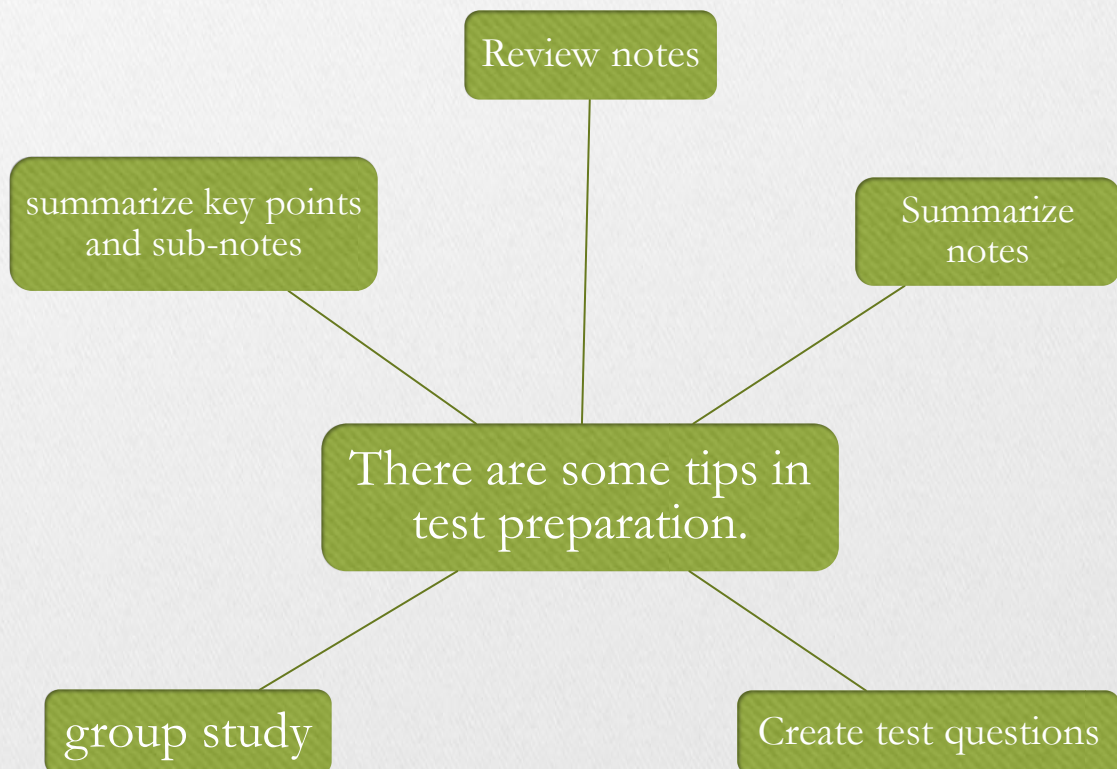 Review notes
summarize key points
and sub-notes
Summarize
notes
There are some tips in
test preparation.
group study
Create test questions